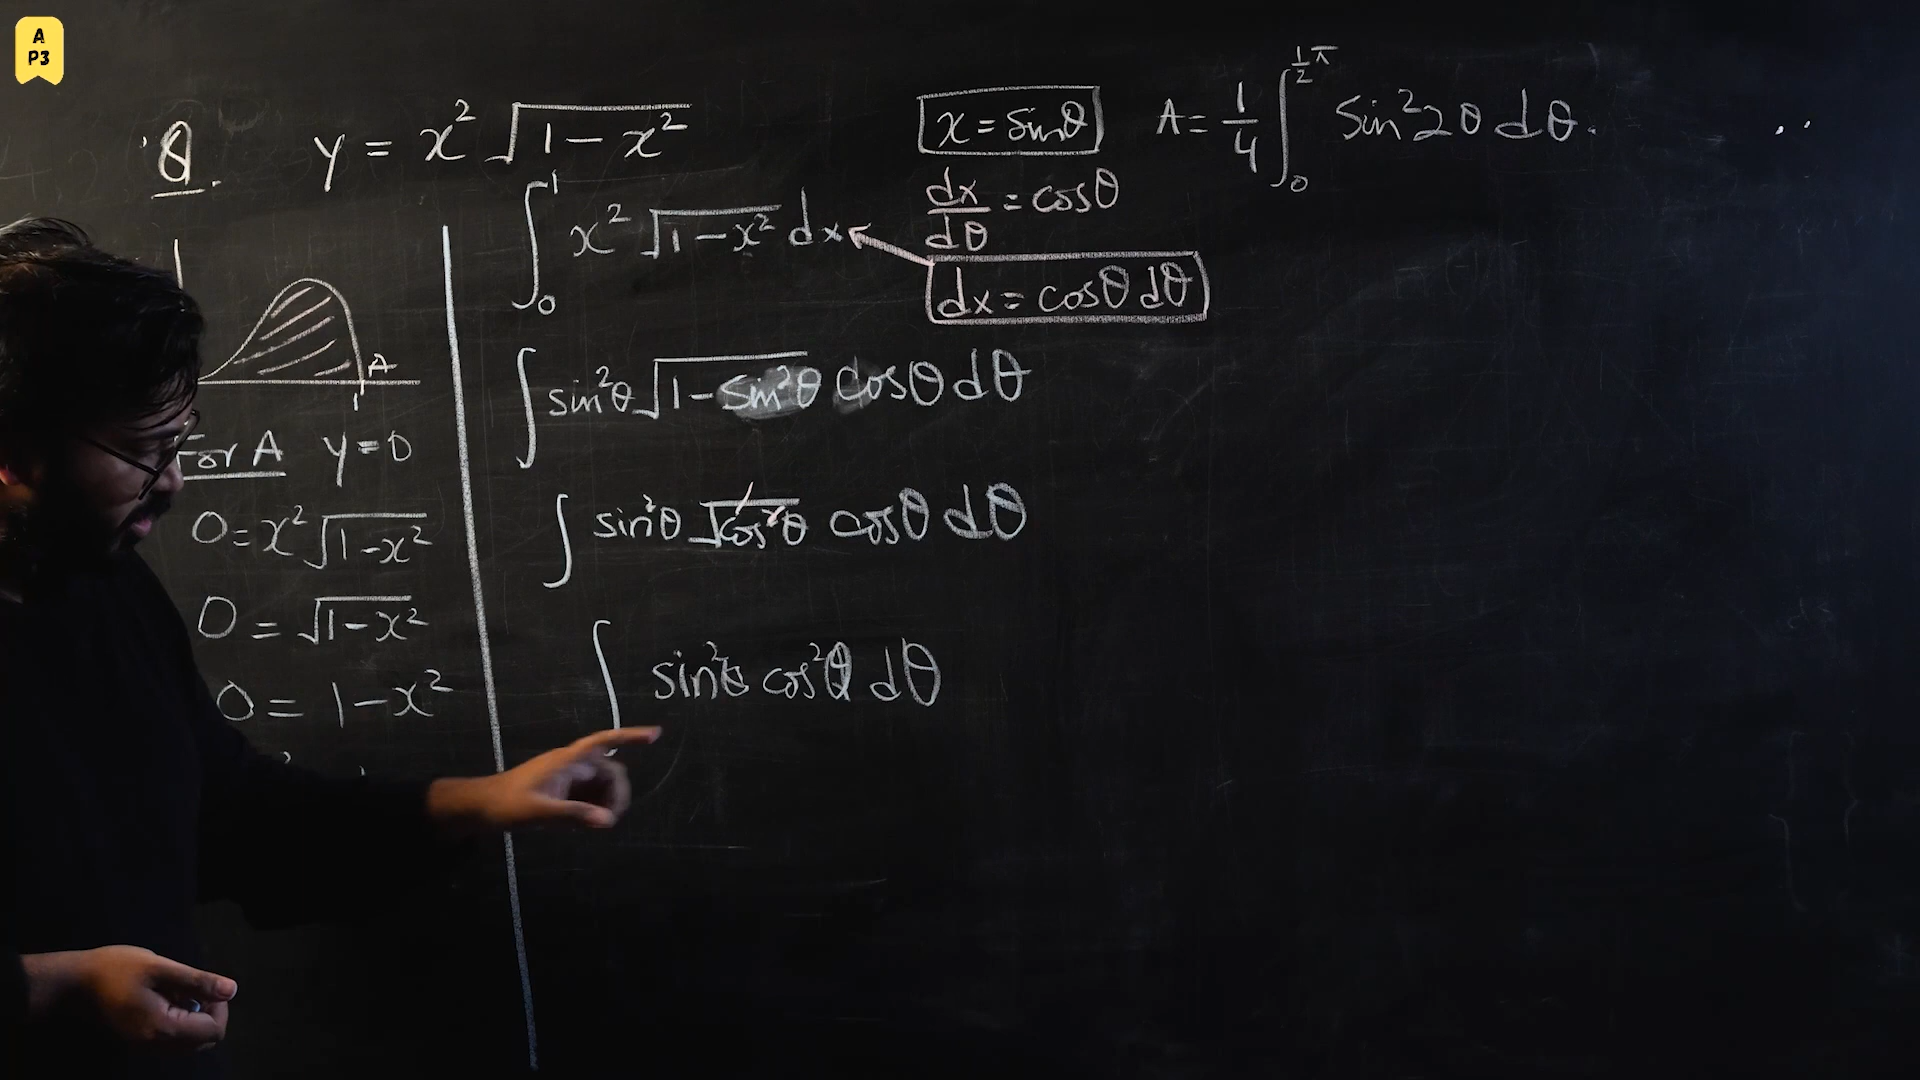 A
P3
Q. y = x² √(1 - x²)
∫₀¹ x² √(1 - x²) dx
∫ sin²θ √(1 - sin²θ) cosθ dθ
∫ sin²θ √(cos²θ) cosθ dθ
∫ sin²θ cos²θ dθ
x = sinθ
dx/dθ = cosθ
dx = cosθ dθ
A = 1/4 ∫₀^(1/2 π) sin²2θ dθ.
A
1
For A y = 0
0 = x² √(1 - x²)
0 = √(1 - x²)
0 = 1 - x²